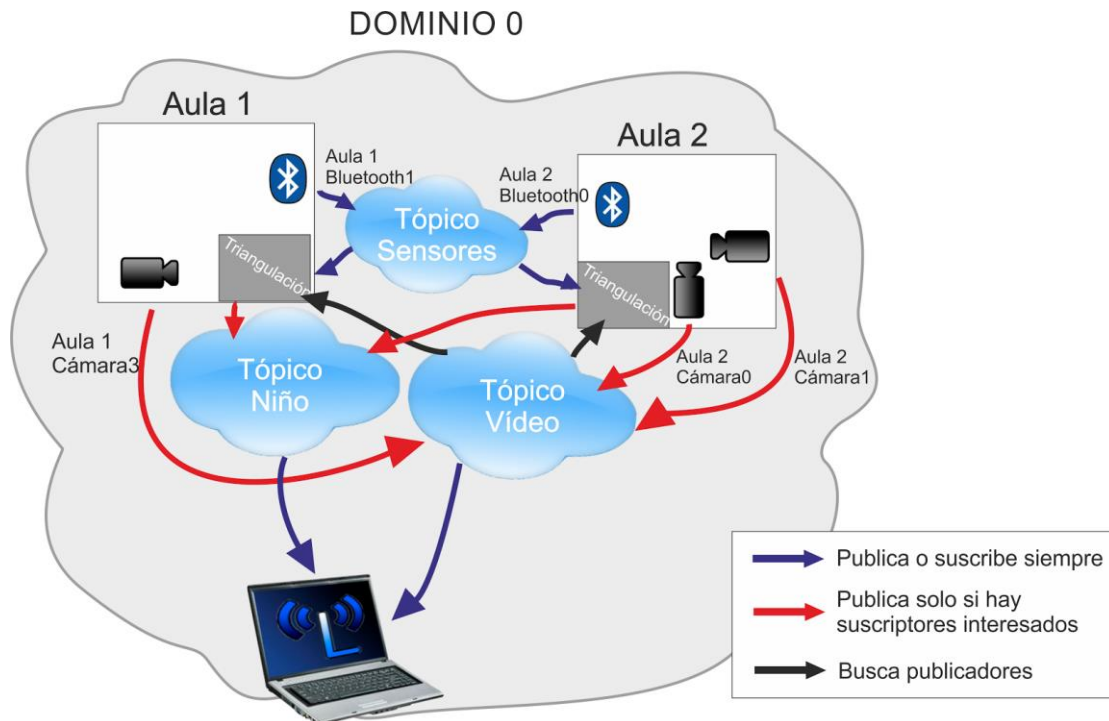 DOMINIO 0
Aula 1
Aula 2
Aula 1
Bluetooth1
Aula 2
Bluetooth0
Tópico
Sensores
Triangulación
Triangulación
Aula 1
Cámara3
Tópico
Niño
Tópico
Vídeo
Aula 2
Cámara0
Aula 2
Cámara1
L
Publica o suscribe siempre
Publica solo si hay
suscriptores interesados
Busca publicadores